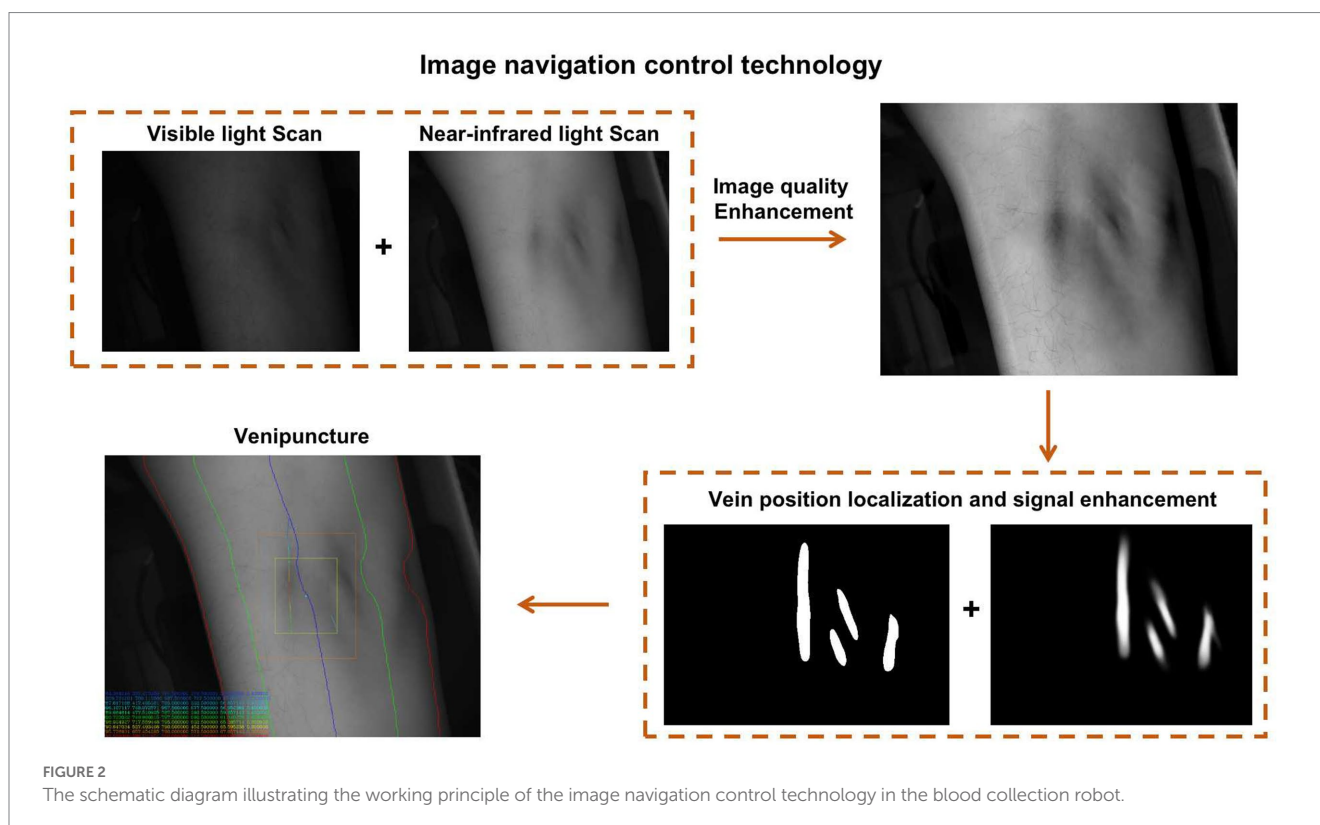 Image navigation control technology
Visible light Scan
Near-infrared light Scan
+
Image quality
Enhancement
Venipuncture
Vein position localization and signal enhancement
+
FIGURE 2
The schematic diagram illustrating the working principle of the image navigation control technology in the blood collection robot.